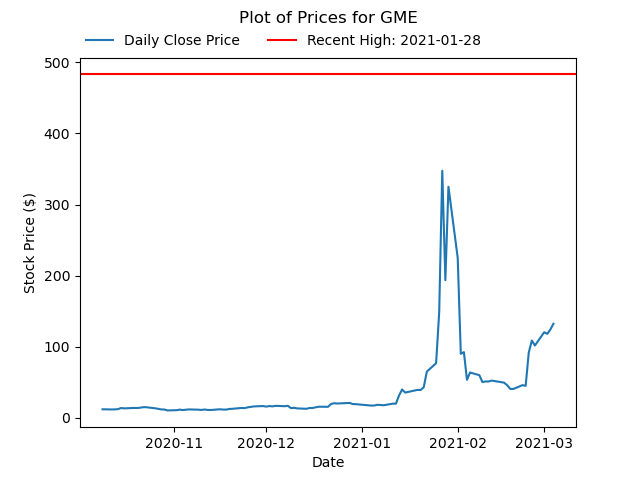 Plot of Prices for GME
Daily Close Price
Recent High: 2021-01-28
500
400
300
200
100
0
Stock Price ($)
2020-11
2020-12
2021-01
2021-02
2021-03
Date